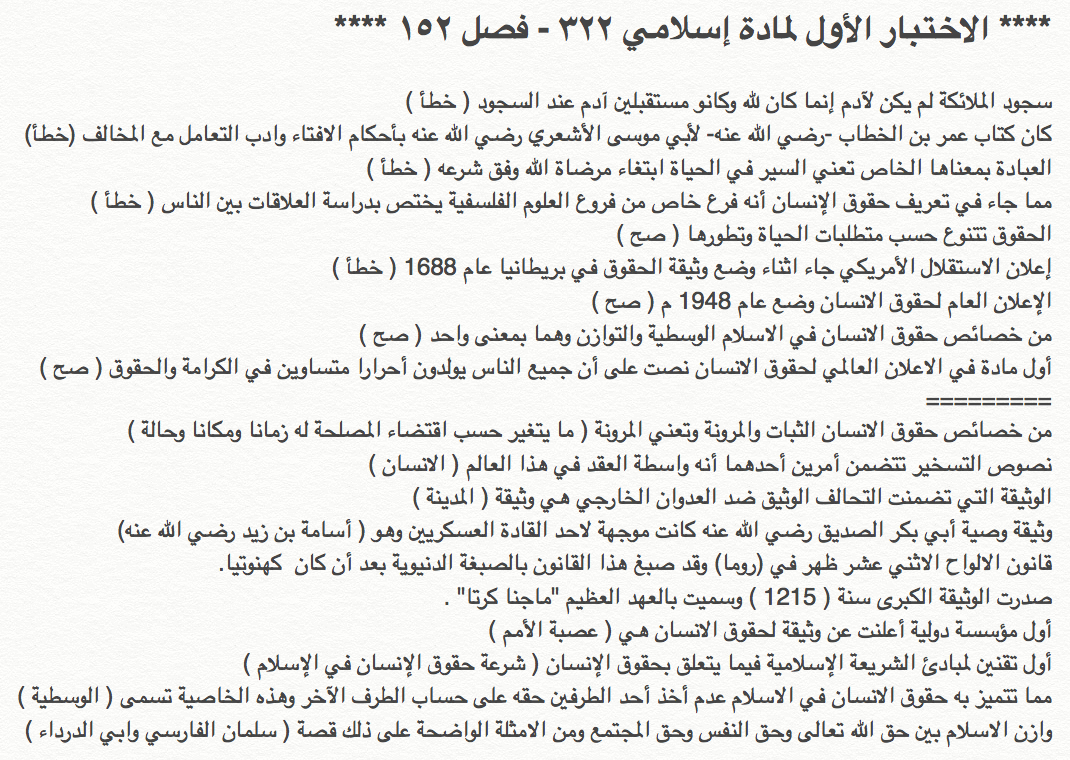 **** الاختبار الأول لمادة إسلامي ٣٢٢ - فصل ١٥٢ ****
سجود الملائكة لم يكن لآدم إنما كان لله وكانو مستقبلين آدم عند السجود ( خطأ )
كان كتاب عمر بن الخطاب -رضي الله عنه- لأبي موسى الأشعري رضي الله عنه بأحكام الافتاء وادب التعامل مع المخالف (خطأ)
العبادة بمعناها الخاص تعني السير في الحياة ابتغاء مرضاة الله وفق شرعه ( خطأ )
مما جاء في تعريف حقوق الإنسان أنه فرع خاص من فروع العلوم الفلسفية يختص بدراسة العلاقات بين الناس ( خطأ )
الحقوق تتنوع حسب متطلبات الحياة وتطورها ( صح )
إعلان الاستقلال الأمريكي جاء اثناء وضع وثيقة الحقوق في بريطانيا عام 1688 ( خطأ )
الإعلان العام لحقوق الانسان وضع عام 1948 م ( صح )
من خصائص حقوق الانسان في الاسلام الوسطية والتوازن وهما بمعنى واحد ( صح )
أول مادة في الاعلان العالمي لحقوق الانسان نصت على أن جميع الناس يولدون أحرارا متساوين في الكرامة والحقوق ( صح )
=========
من خصائص حقوق الانسان الثبات والمرونة وتعني المرونة ( ما يتغير حسب اقتضاء المصلحة له زمانا ومكانا وحالة )
نصوص التسخير تتضمن أمرين أحدهما أنه واسطة العقد في هذا العالم ( الانسان )
الوثيقة التي تضمنت التحالف الوثيق ضد العدوان الخارجي هي وثيقة ( المدينة )
وثيقة وصية أبي بكر الصديق رضي الله عنه كانت موجهة لاحد القادة العسكريين وهو ( أسامة بن زيد رضي الله عنه)
قانون الالواح الاثني عشر ظهر في (روما) وقد صبغ هذا القانون بالصبغة الدنيوية بعد أن كان كهنوتيا.
صدرت الوثيقة الكبرى سنة ( 1215 ) وسميت بالعهد العظيم "ماجنا كرتا" .
أول مؤسسة دولية أعلنت عن وثيقة لحقوق الانسان هي ( عصبة الأمم )
أول تقنين لمبادئ الشريعة الإسلامية فيما يتعلق بحقوق الإنسان ( شرعة حقوق الإنسان في الإسلام )
مما تتميز به حقوق الانسان في الاسلام عدم أخذ أحد الطرفين حقه على حساب الطرف الآخر وهذه الخاصية تسمى ( الوسطية )
وازن الاسلام بين حق الله تعالى وحق النفس وحق المجتمع ومن الامثلة الواضحة على ذلك قصة ( سلمان الفارسي وابي الدرداء )